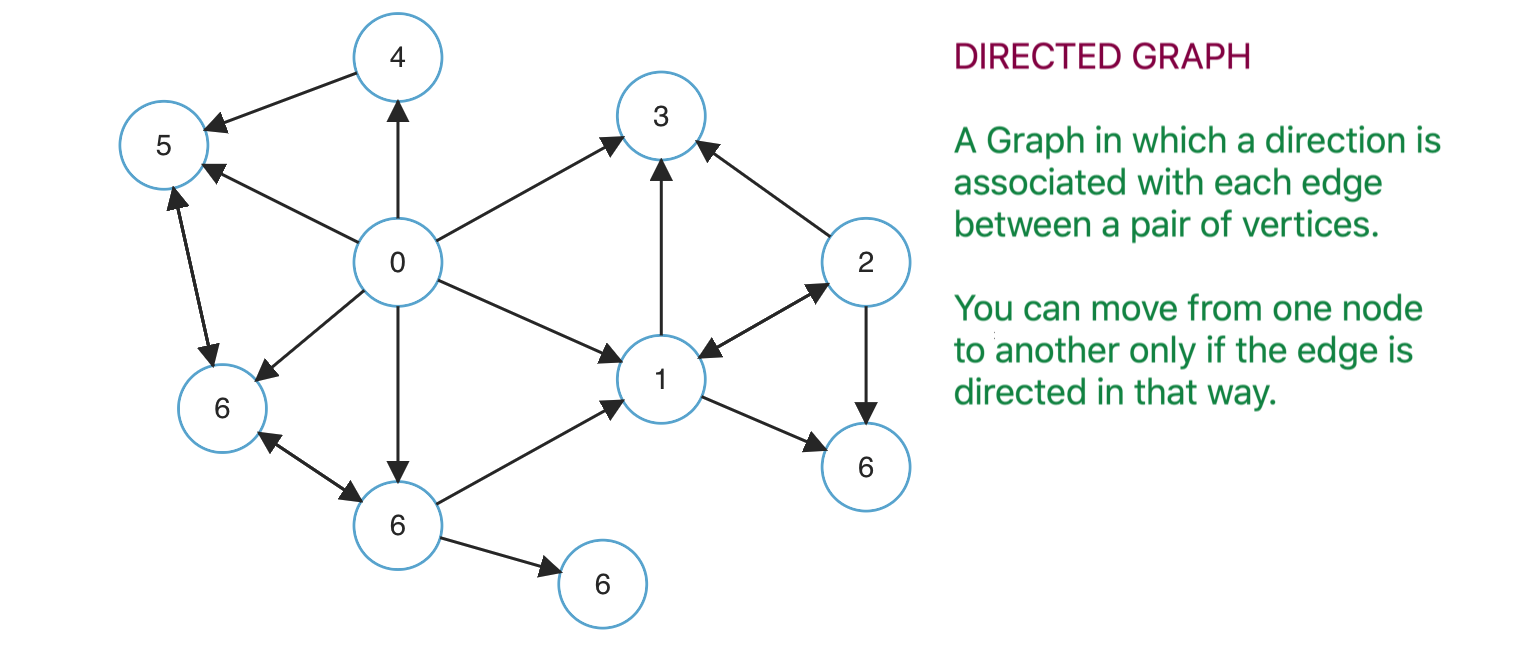 4
DIRECTED GRAPH
3
5
A Graph in which a direction is
associated with each edge
between a pair of vertices.
0
2
You can move from one node
to another only if the edge is
directed in that way.
1
6
6
6
6